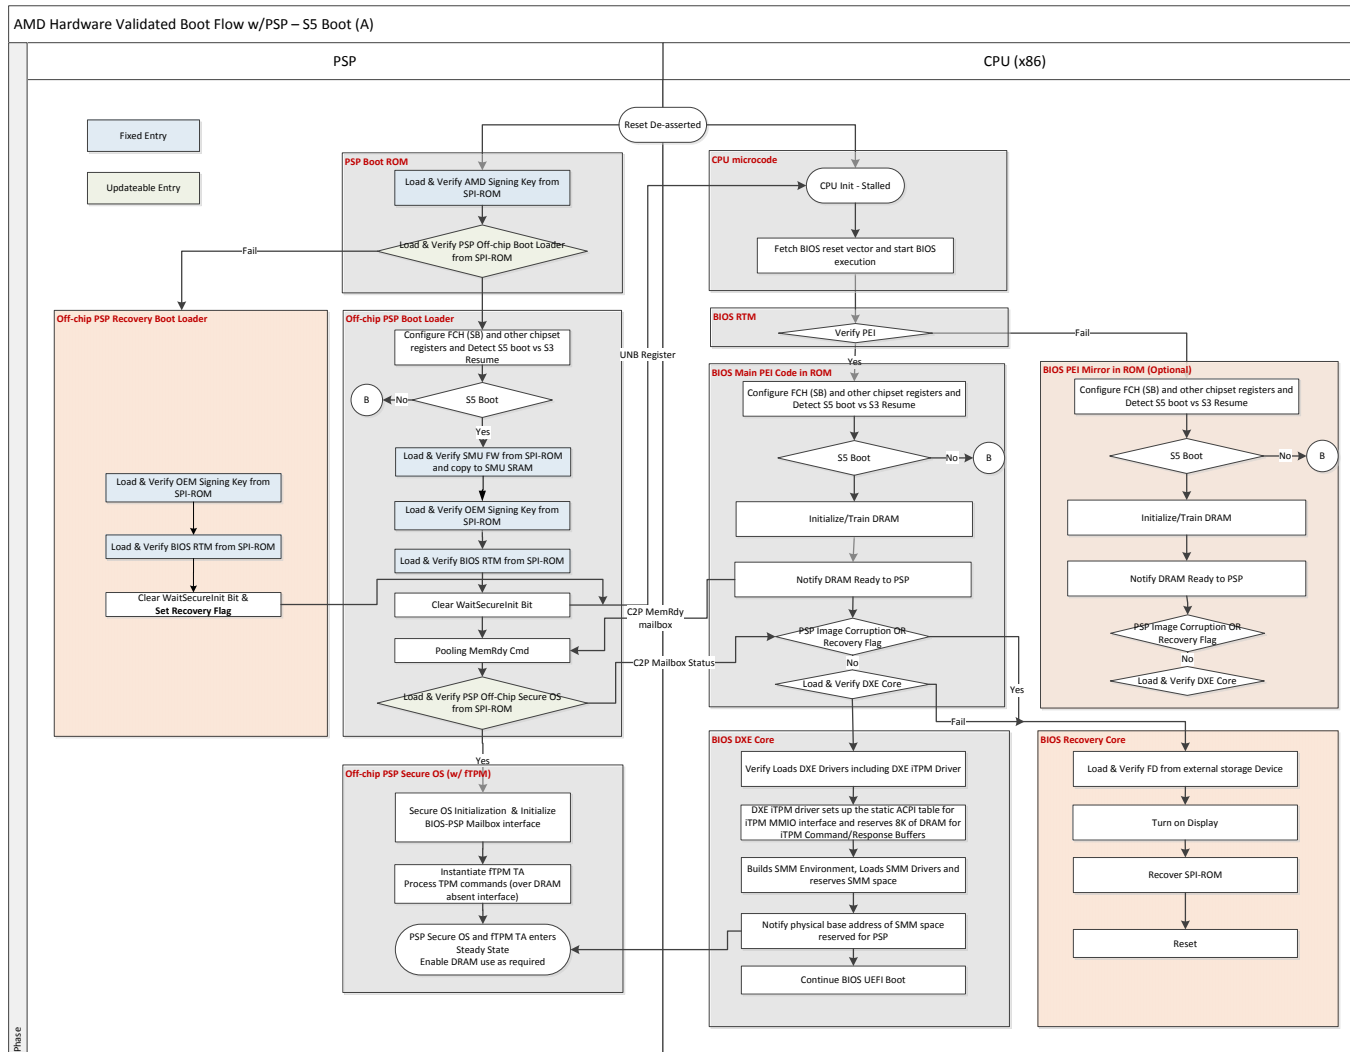 AMD Hardware Validated Boot Flow w/PSP – S5 Boot (A)
PSP
CPU (x86)
Phase
Fixed Entry
Updateable Entry
Reset De-asserted
PSP Boot ROM
Load & Verify AMD Signing Key from
SPI-ROM
Load & Verify PSP Off-chip Boot Loader
from SPI-ROM
Fail
CPU microcode
CPU Init - Stalled
Fetch BIOS reset vector and start BIOS
execution
Off-chip PSP Recovery Boot Loader
Load & Verify OEM Signing Key from
SPI-ROM
Load & Verify BIOS RTM from SPI-ROM
Clear WaitSecureInit Bit &
Set Recovery Flag
Off-chip PSP Boot Loader
Configure FCH (SB) and other chipset
registers and Detect S5 boot vs S3
Resume
S5 Boot
No
B
Yes
Load & Verify SMU FW from SPI-ROM
and copy to SMU SRAM
Load & Verify OEM Signing Key from
SPI-ROM
Load & Verify BIOS RTM from SPI-ROM
Clear WaitSecureInit Bit
Pooling MemRdy Cmd
Load & Verify PSP Off-Chip Secure OS
from SPI-ROM
Yes
UNB Register
C2P MemRdy
mailbox
C2P Mailbox Status
BIOS RTM
Verify PEI
Fail
Yes
BIOS Main PEI Code in ROM
Configure FCH (SB) and other chipset registers and
Detect S5 boot vs S3 Resume
S5 Boot
No
B
Initialize/Train DRAM
Notify DRAM Ready to PSP
PSP Image Corruption OR
Recovery Flag
No
Yes
Load & Verify DXE Core
Fail
BIOS PEI Mirror in ROM (Optional)
Configure FCH (SB) and other chipset registers and
Detect S5 boot vs S3 Resume
S5 Boot
No
B
Initialize/Train DRAM
Notify DRAM Ready to PSP
PSP Image Corruption OR
Recovery Flag
No
Load & Verify DXE Core
Off-chip PSP Secure OS (w/ fTPM)
Secure OS Initialization & Initialize
BIOS-PSP Mailbox interface
Instantiate fTPM TA
Process TPM commands (over DRAM
absent interface)
PSP Secure OS and fTPM TA enters
Steady State
Enable DRAM use as required
BIOS DXE Core
Verify Loads DXE Drivers including DXE iTPM Driver
DXE iTPM driver sets up the static ACPI table for
iTPM MMIO interface and reserves 8K of DRAM for
iTPM Command/Response Buffers
Builds SMM Environment, Loads SMM Drivers and
reserves SMM space
Notify physical base address of SMM space
reserved for PSP
Continue BIOS UEFI Boot
BIOS Recovery Core
Load & Verify FD from external storage Device
Turn on Display
Recover SPI-ROM
Reset